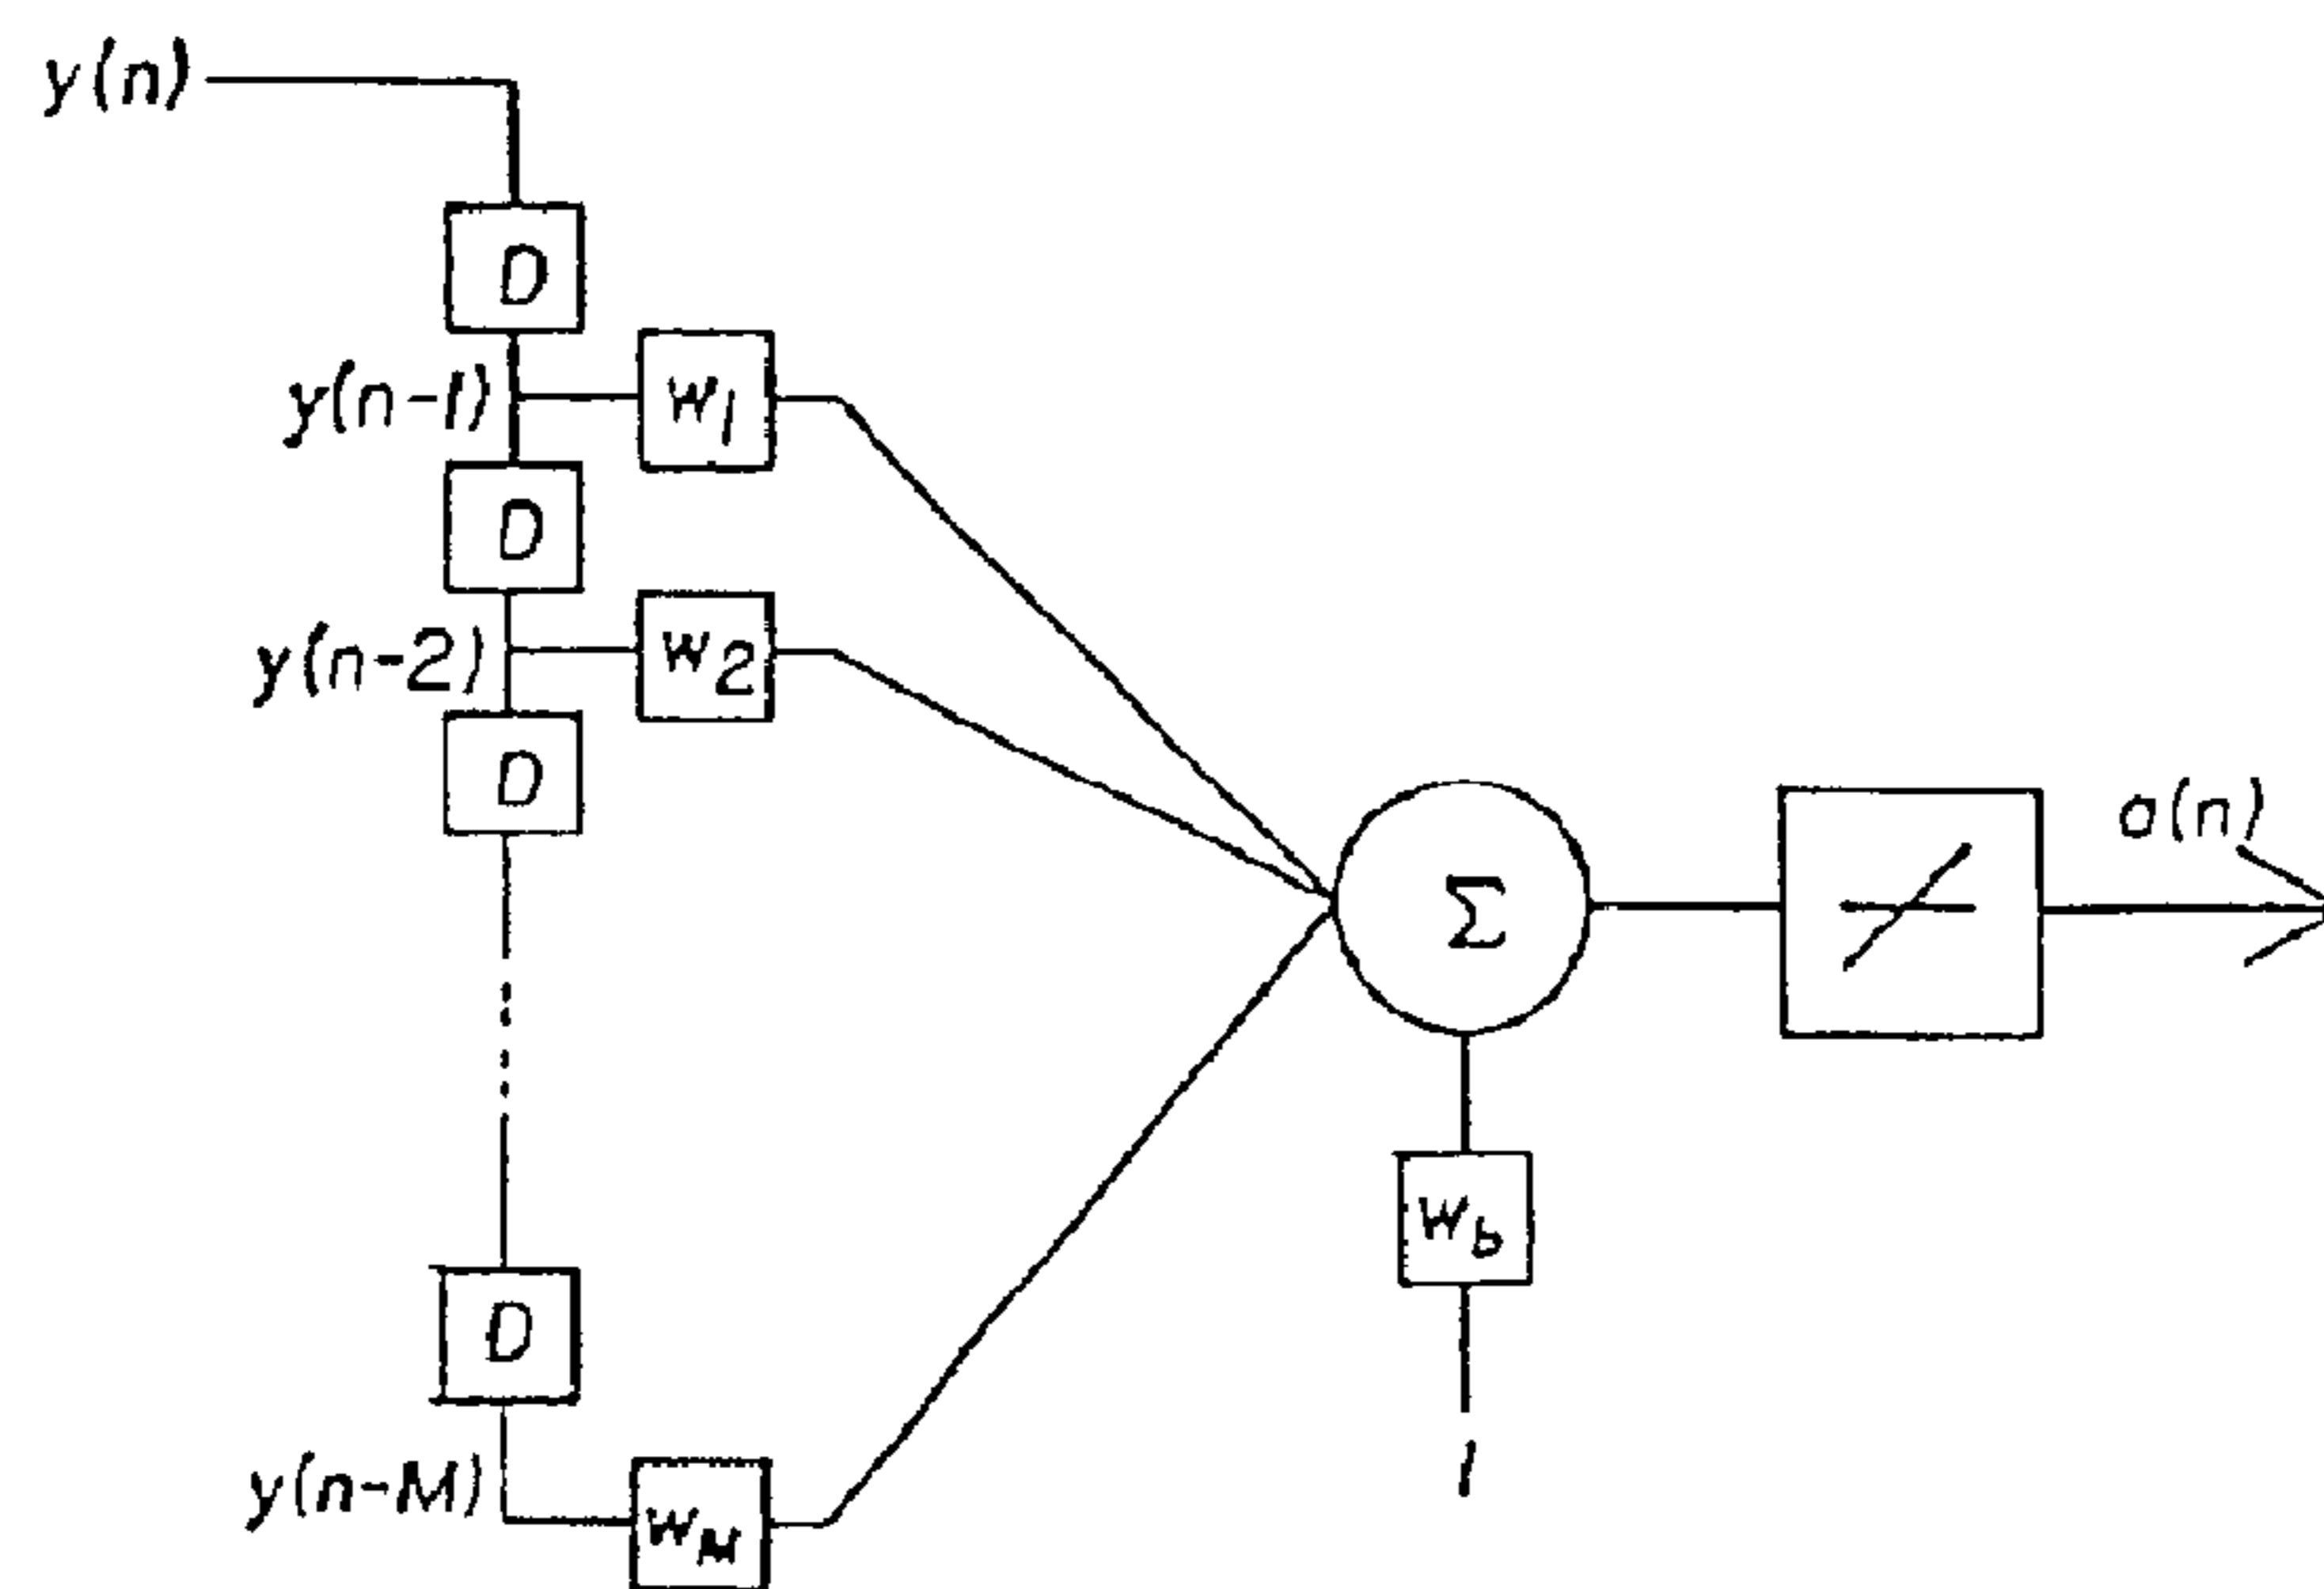 y(n)
D
y(n-1)
w1
D
y(n-2)
w2
D
Σ
o(n)
wb
D
1
y(n-M)
wM